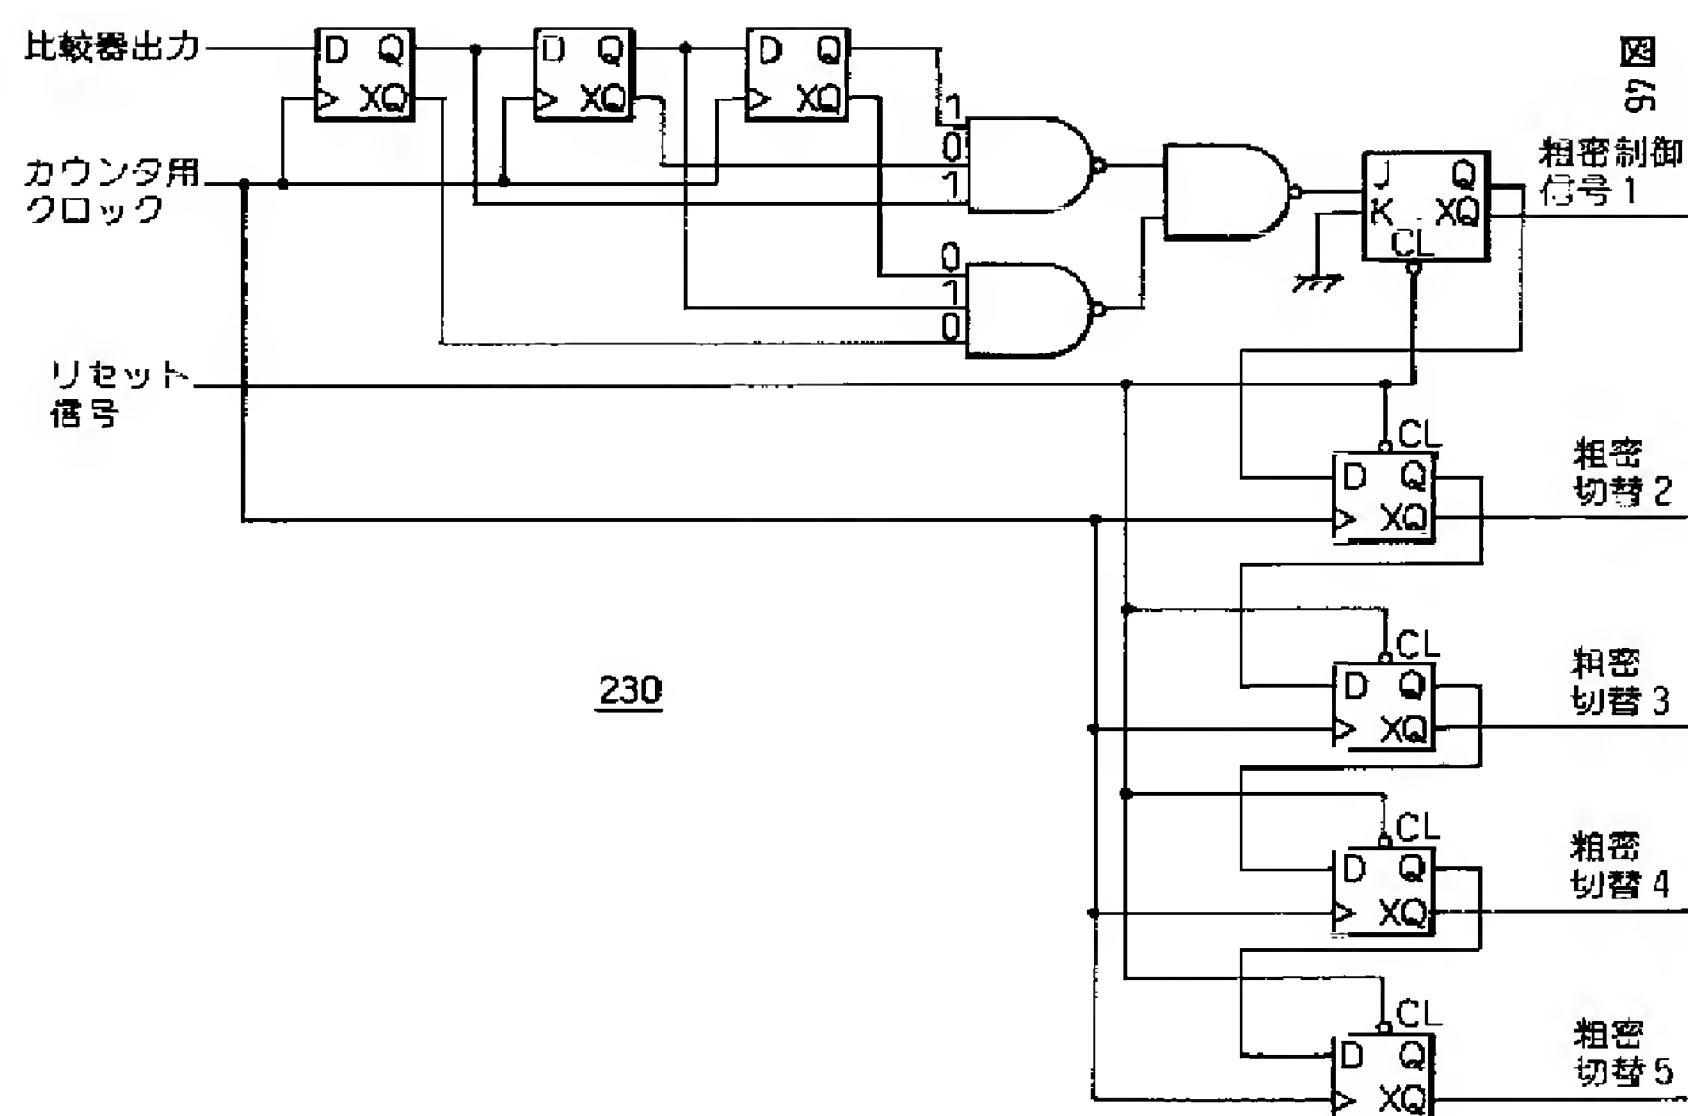 比較器出力
D Q
XQ
D Q
XQ
D Q
XQ
図97
1
0
1
カウンタ用
クロック
J Q
K XQ
CL
粗密制御
信号1
0
1
0
リセット
信号
CL
D Q
XQ
粗密
切替2
CL
D Q
XQ
粗密
切替3
230
CL
D Q
XQ
粗密
切替4
CL
D Q
XQ
粗密
切替5